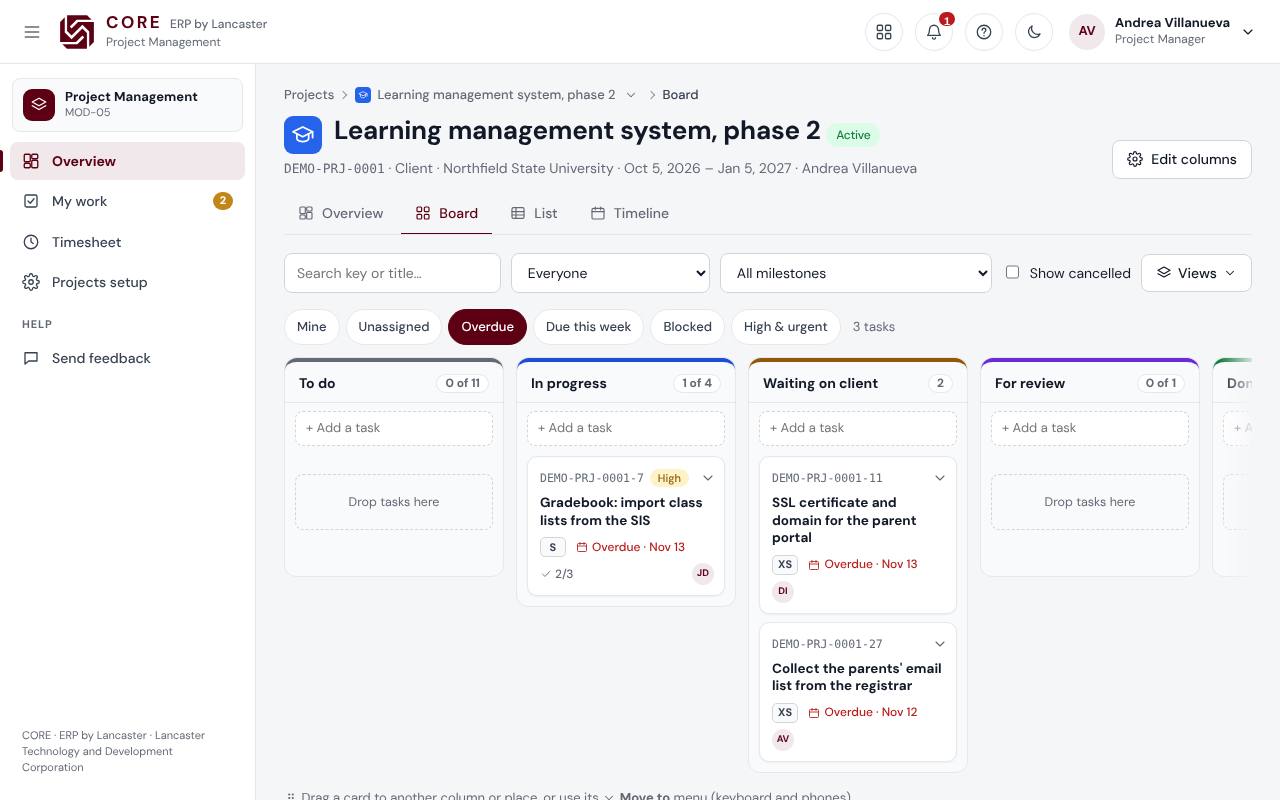 CORE ERP by Lancaster
Project Management
1
AV
Andrea Villanueva
Project Manager
Project Management
MOD-05
Overview
My work
2
Timesheet
Projects setup
HELP
Send feedback
CORE · ERP by Lancaster · Lancaster
Technology and Development
Corporation
Projects
Learning management system, phase 2
Board
Learning management system, phase 2
Active
DEMO-PRJ-0001 · Client · Northfield State University · Oct 5, 2026 – Jan 5, 2027 · Andrea Villanueva
Edit columns
Overview
Board
List
Timeline
Search key or title...
Everyone
All milestones
Show cancelled
Views
Mine
Unassigned
Overdue
Due this week
Blocked
High & urgent
3 tasks
To do
0 of 11
+ Add a task
Drop tasks here
In progress
1 of 4
+ Add a task
DEMO-PRJ-0001-7
High
Gradebook: import class
lists from the SIS
S
Overdue · Nov 13
2/3
JD
Waiting on client
2
+ Add a task
DEMO-PRJ-0001-11
SSL certificate and
domain for the parent
portal
XS
Overdue · Nov 13
DI
DEMO-PRJ-0001-27
Collect the parents' email
list from the registrar
XS
Overdue · Nov 12
AV
For review
0 of 1
+ Add a task
Drop tasks here
Drag a card to another column or place, or use its Move to menu (keyboard and phones)